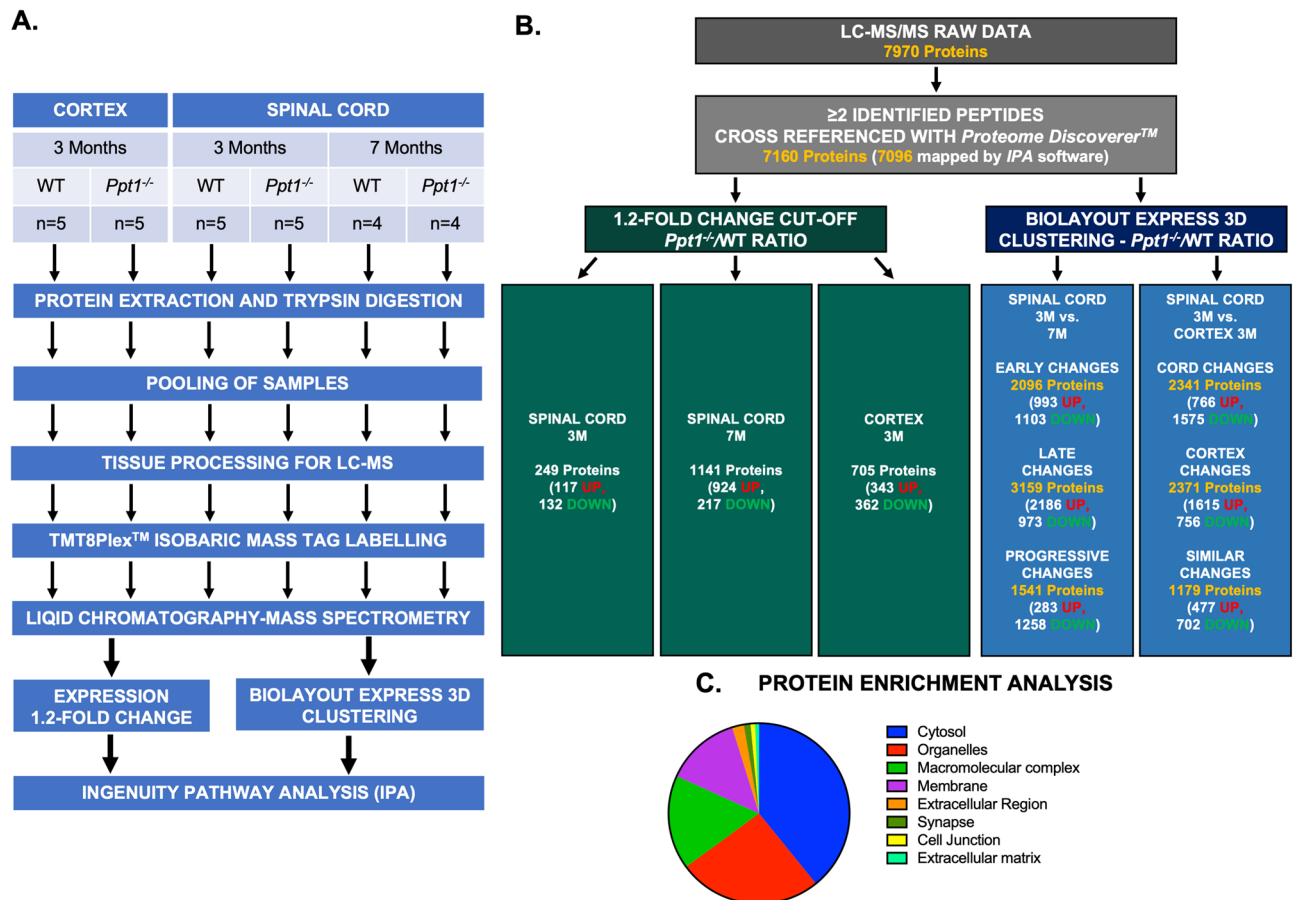 A.
CORTEX SPINAL CORD
3 Months 3 Months 7 Months
WT Ppt1-/- WT Ppt1-/- WT Ppt1-/-
n=5 n=5 n=5 n=5 n=4 n=4
PROTEIN EXTRACTION AND TRYPSIN DIGESTION
POOLING OF SAMPLES
TISSUE PROCESSING FOR LC-MS
TMT8Plex™ ISOBARIC MASS TAG LABELLING
LIQID CHROMATOGRAPHY-MASS SPECTROMETRY
EXPRESSION
1.2-FOLD CHANGE
BIOLAYOUT EXPRESS 3D
CLUSTERING
INGENUITY PATHWAY ANALYSIS (IPA)
B.
LC-MS/MS RAW DATA
7970 Proteins
≥2 IDENTIFIED PEPTIDES
CROSS REFERENCED WITH Proteome Discoverer™
7160 Proteins (7096 mapped by IPA software)
1.2-FOLD CHANGE CUT-OFF
Ppt1-/-/WT RATIO
BIOLAYOUT EXPRESS 3D
CLUSTERING - Ppt1-/-/WT RATIO
SPINAL CORD
3M
249 Proteins
(117 UP,
132 DOWN)
SPINAL CORD
7M
1141 Proteins
(924 UP,
217 DOWN)
CORTEX
3M
705 Proteins
(343 UP,
362 DOWN)
SPINAL CORD
3M vs.
7M
EARLY CHANGES
2096 Proteins
(993 UP,
1103 DOWN)
LATE
CHANGES
3159 Proteins
(2186 UP,
973 DOWN)
PROGRESSIVE
CHANGES
1541 Proteins
(283 UP,
1258 DOWN)
SPINAL CORD
3M vs.
CORTEX 3M
CORD CHANGES
2341 Proteins
(766 UP,
1575 DOWN)
CORTEX
CHANGES
2371 Proteins
(1615 UP,
756 DOWN)
SIMILAR
CHANGES
1179 Proteins
(477 UP,
702 DOWN)
C. PROTEIN ENRICHMENT ANALYSIS
Cytosol
Organelles
Macromolecular complex
Membrane
Extracellular Region
Synapse
Cell Junction
Extracellular matrix